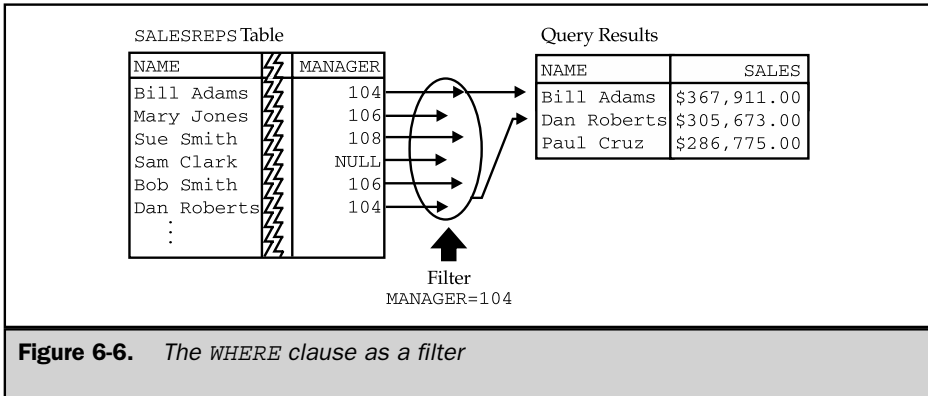 SALESREPS Table
NAME MANAGER
Bill Adams 104
Mary Jones 106
Sue Smith 108
Sam Clark NULL
Bob Smith 106
Dan Roberts 104
Query Results
NAME SALES
Bill Adams $367,911.00
Dan Roberts $305,673.00
Paul Cruz $286,775.00
Filter
MANAGER=104
Figure 6-6. The WHERE clause as a filter